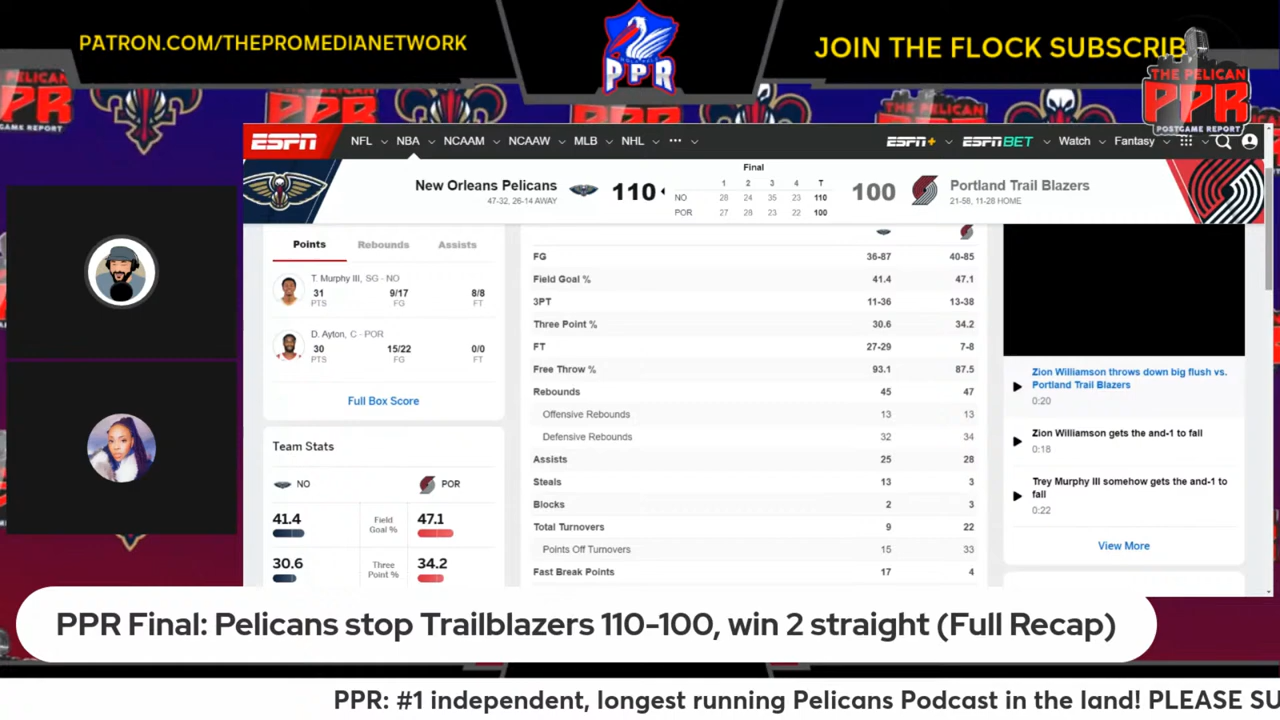 PATRON.COM/THEPROMEDIANETWORK
PPR
JOIN THE FLOCK SUBSCRIB
THE PELICAN
PPR
POSTGAME REPORT
ESPN
NFL NBA NCAAM NCAAW MLB NHL ...
ESPN+ ESPN BET Watch Fantasy
New Orleans Pelicans
47-32, 26-14 AWAY
110
Final
1 2 3 4 T
NO 28 24 35 23 110
POR 27 28 23 22 100
100
Portland Trail Blazers
21-58, 11-28 HOME
Points Rebounds Assists
T. Murphy III, SG - NO
31 9/17 8/8
PTS FG FT
D. Ayton, C - POR
30 15/22 0/0
PTS FG FT
Full Box Score
Team Stats
NO POR
41.4 Field Goal % 47.1
30.6 Three Point % 34.2
FG 36-87 40-85
Field Goal % 41.4 47.1
3PT 11-36 13-38
Three Point % 30.6 34.2
FT 27-29 7-8
Free Throw % 93.1 87.5
Rebounds 45 47
Offensive Rebounds 13 13
Defensive Rebounds 32 34
Assists 25 28
Steals 13 3
Blocks 2 3
Total Turnovers 9 22
Points Off Turnovers 15 33
Fast Break Points 17 4
Zion Williamson throws down big flush vs.
Portland Trail Blazers
0:20
Zion Williamson gets the and-1 to fall
0:18
Trey Murphy III somehow gets the and-1 to
fall
0:22
View More
PPR Final: Pelicans stop Trailblazers 110-100, win 2 straight (Full Recap)
PPR: #1 independent, longest running Pelicans Podcast in the land! PLEASE SU